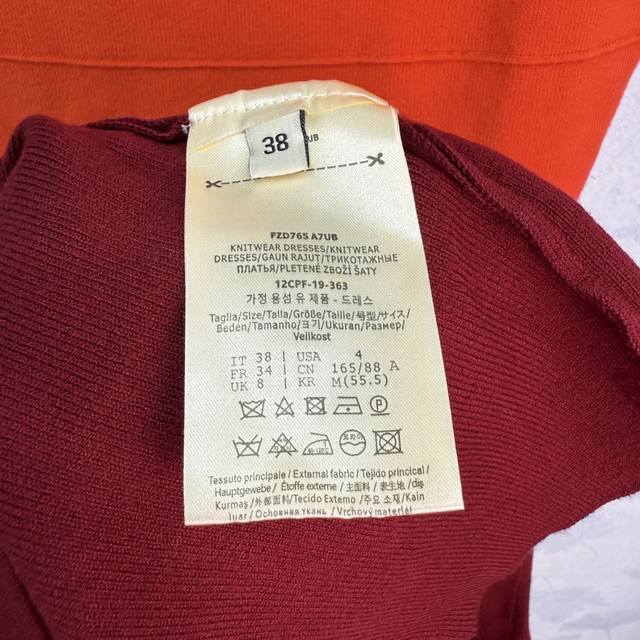 38
UB
FZD765 A7UB
KNITWEAR DRESSES/KNITWEAR
DRESSES/GAUN RAJUT/ТРИКОТАЖНЫЕ
ПЛАТЬЯ/PLETENÉ ZBOŽÍ ŠATY
12CPF-19-363
가정 용섬 유 제품 - 드레스
Taglia/Size/Talla/Größe/Taille/号型/サイズ/
Beden/Tamanho/크기/Ukuran/Размер/
Velikost
IT 38 USA 4
FR 34 CN 165/88 A
UK 8 KR M(55.5)
Tessuto principale / External fabric / Tejido principal /
Hauptgewebe / Étoffe externe / 主面料 / 表生地 / dış
Kurmaş / 外部面料 / Tecido Externo / 주요 소재 / Kain
luar / Основная ткань / Vrchový materiál